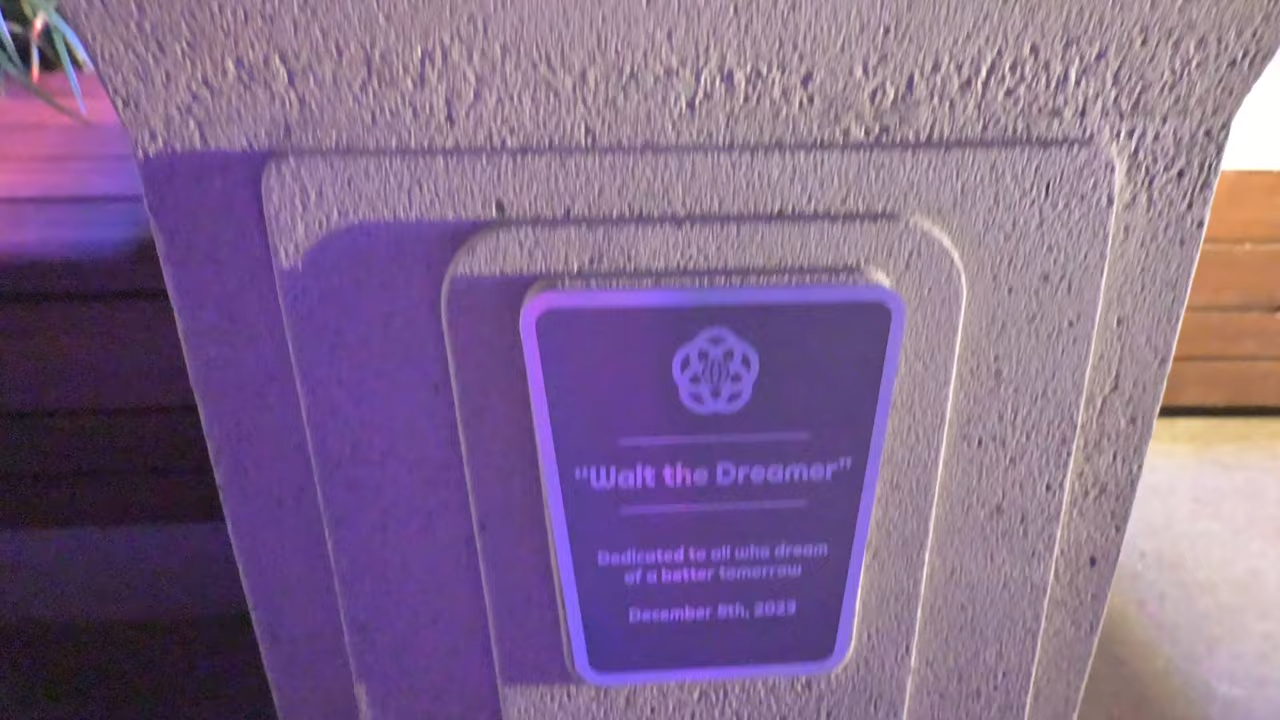 “Walt the Dreamer”
Dedicated to all who dream
of a better tomorrow
December 5th, 2023